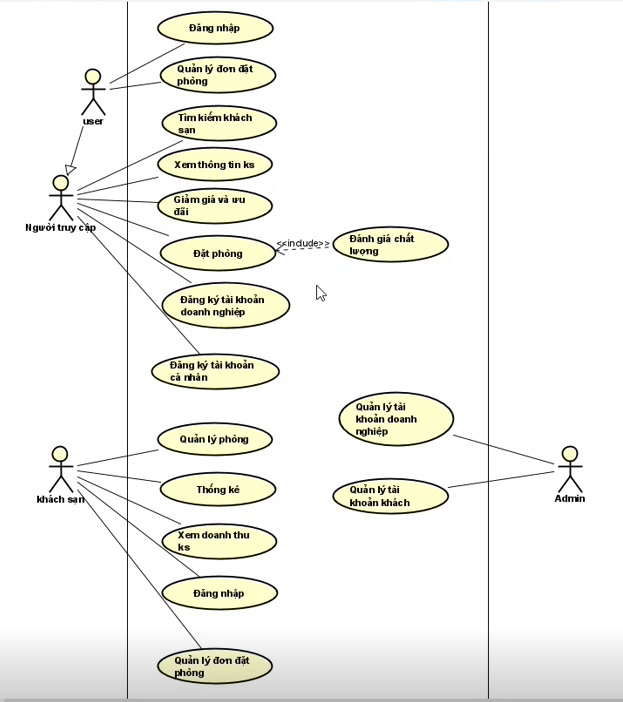 Đăng nhập
Quản lý đơn đặt
phòng
user
Tìm kiếm khách
sạn
Xem thông tin ks
Giảm giá và ưu
đãi
Người truy cập
Đặt phòng
<<include>>
Đánh giá chất
lượng
Đăng ký tài khoản
doanh nghiệp
Đăng ký tài khoản
cá nhân
Quản lý tài
khoản doanh
nghiệp
Quản lý phòng
khách sạn
Thống kê
Quản lý tài
khoản khách
Admin
Xem doanh thu
ks
Đăng nhập
Quản lý đơn đặt
phòng